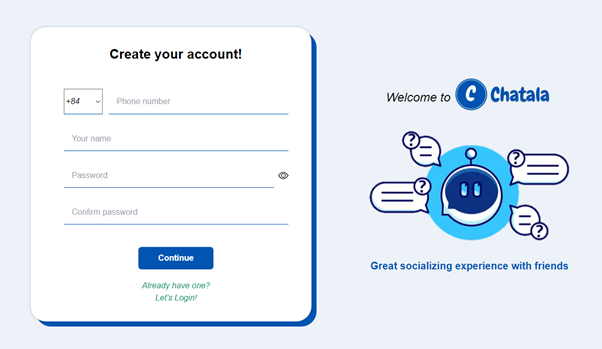 Create your account!
+84
Phone number
Your name
Password
Confirm password
Continue
Already have one?
Let's Login!
Welcome to C Chatala
? ? ? ?
Great socializing experience with friends